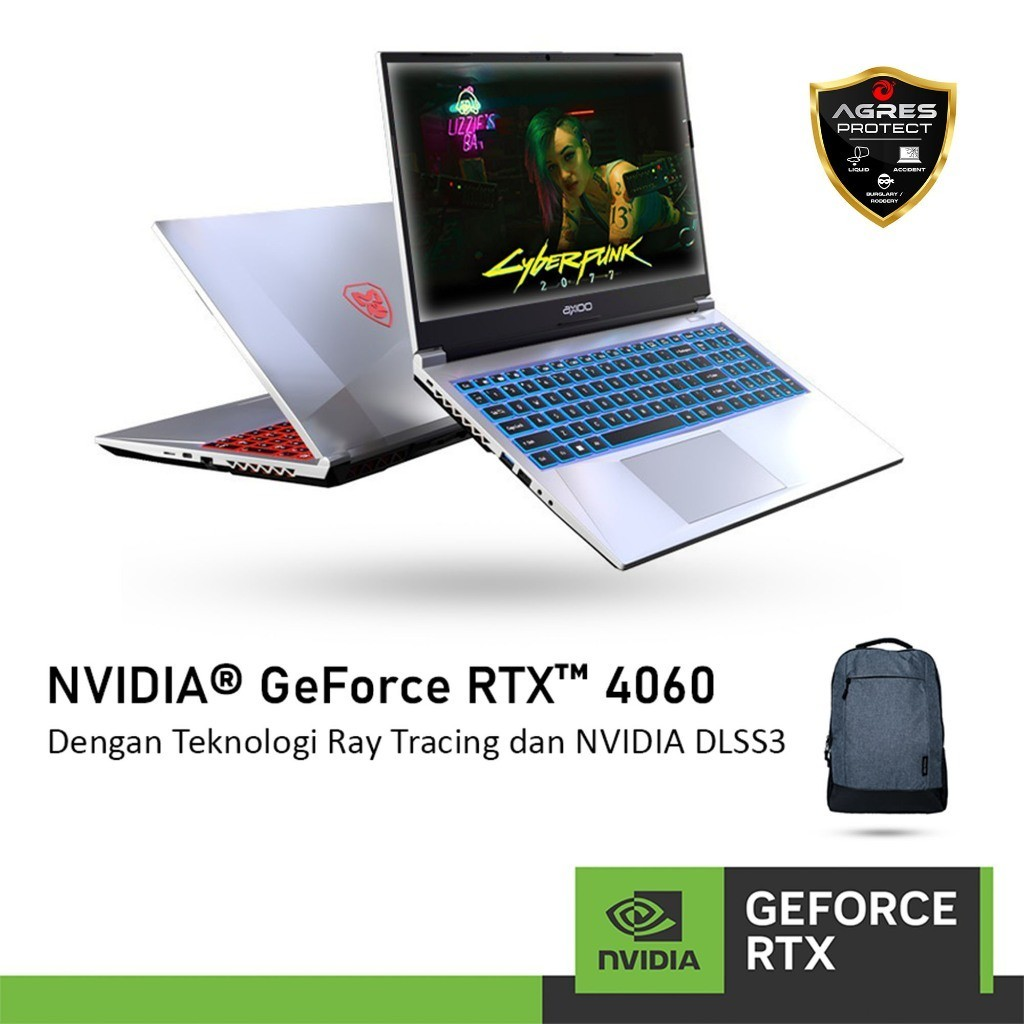 AGRES
PROTECT
LIQUID
ACCIDENT
BURGLARY /
ROBBERY
LIZZIE'S
BAR
CYBERPUNK
2077
AXIOO
NVIDIA® GeForce RTX™ 4060
Dengan Teknologi Ray Tracing dan NVIDIA DLSS3
NVIDIA
GEFORCE
RTX